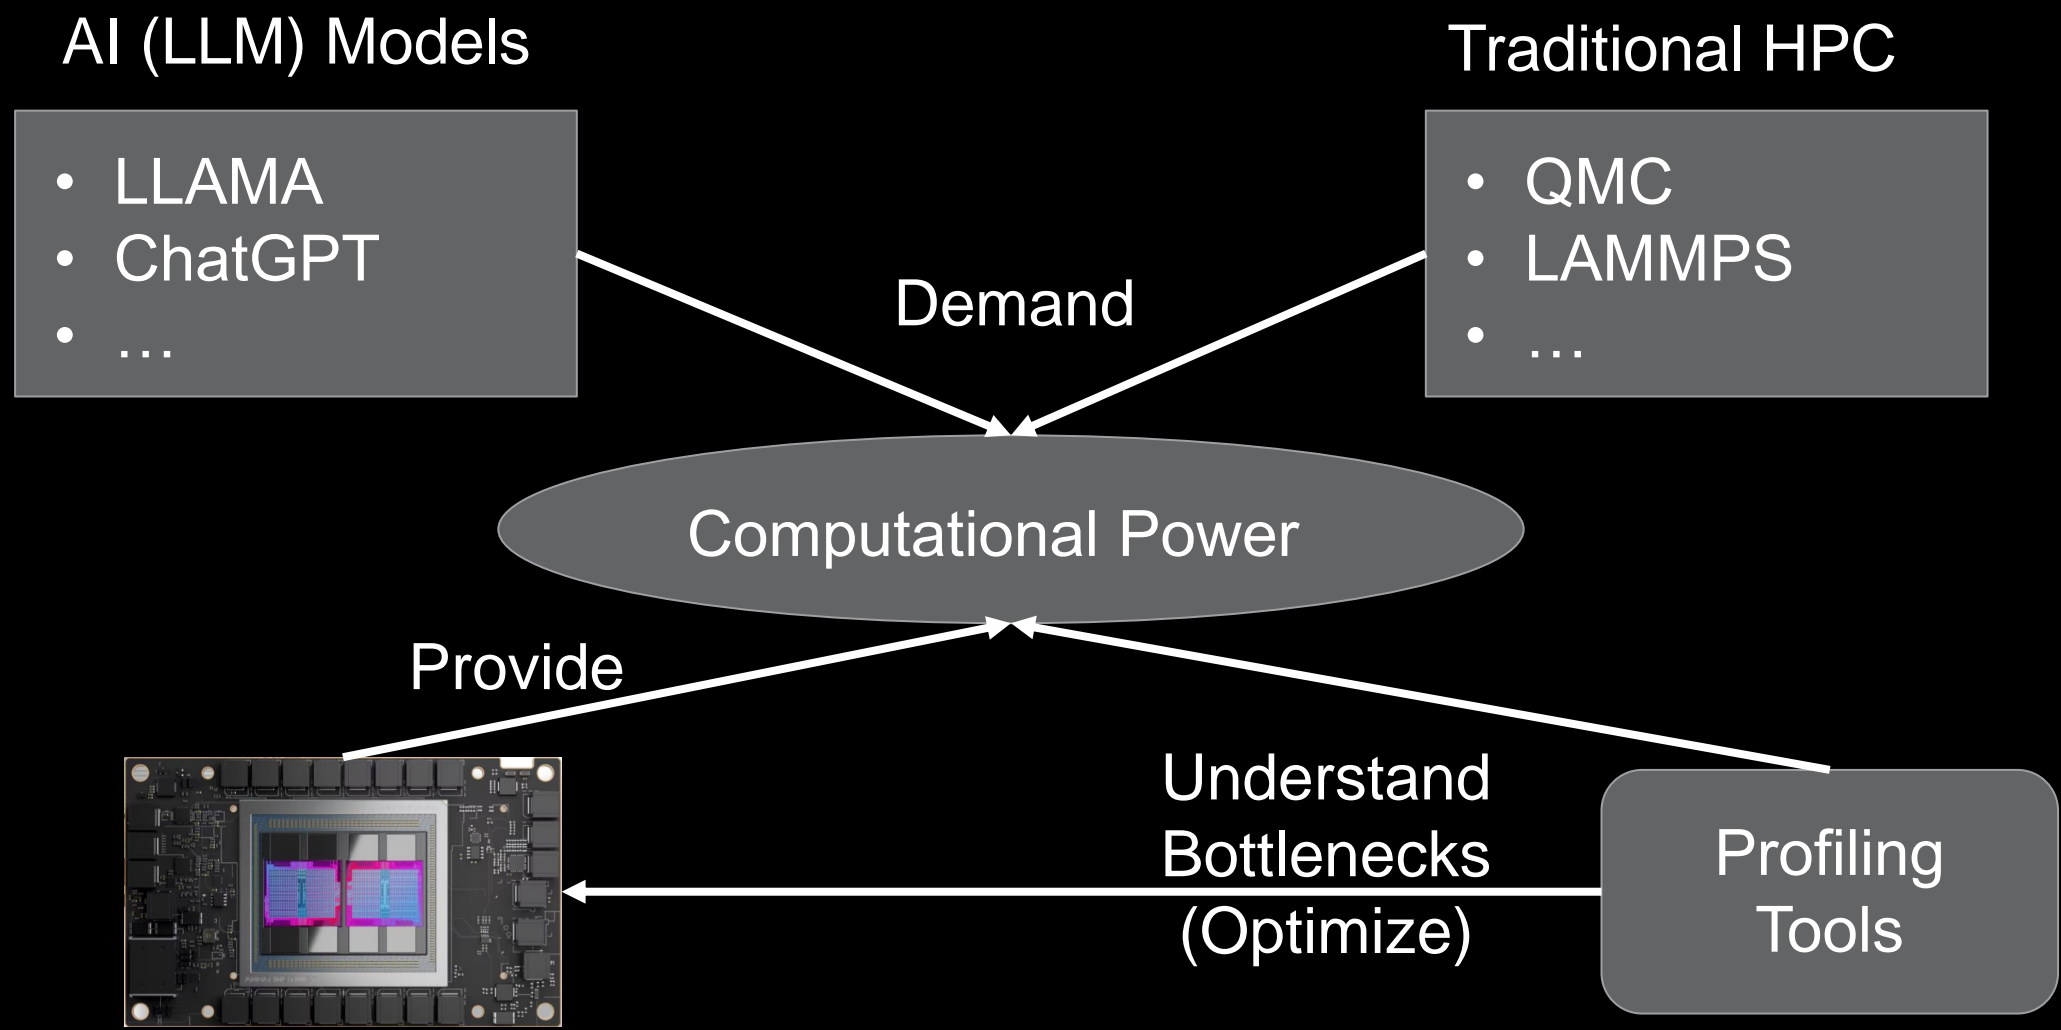 AI (LLM) Models
Traditional HPC
• LLAMA
• ChatGPT
• …
• QMC
• LAMMPS
• …
Demand
Computational Power
Provide
Understand
Bottlenecks
(Optimize)
Profiling
Tools